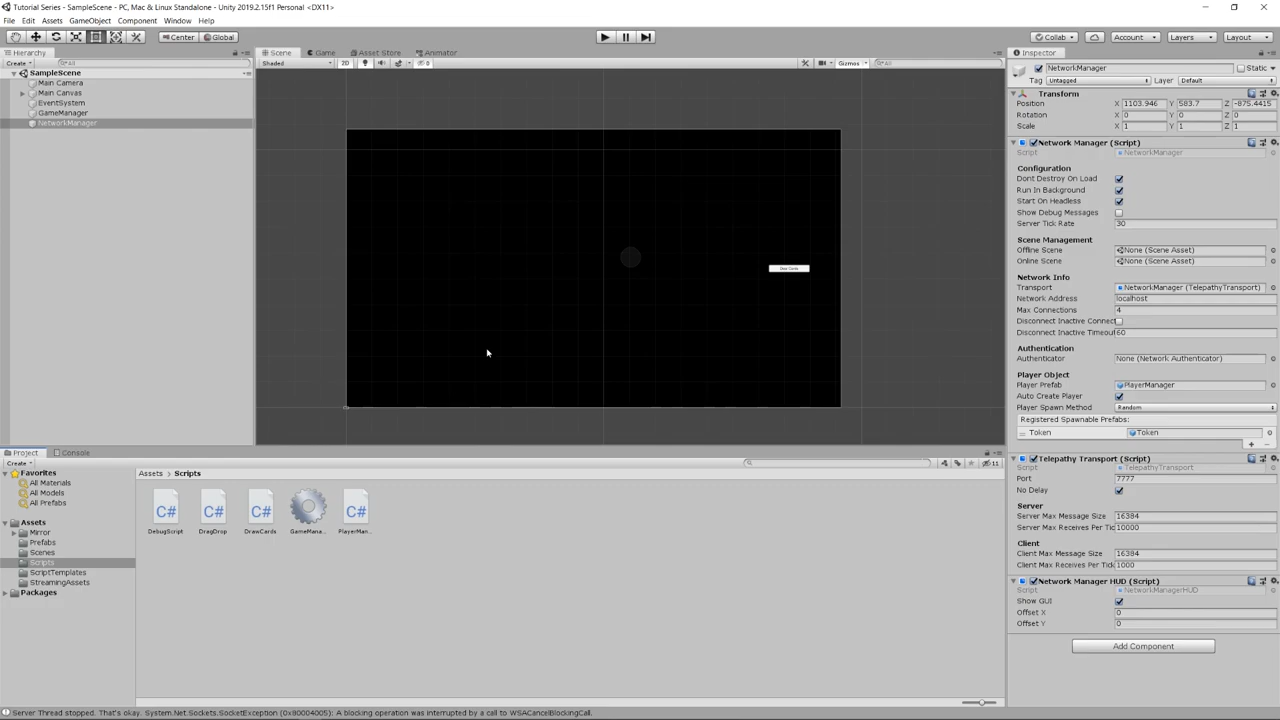 Tutorial Series - SampleScene - PC, Mac & Linux Standalone - Unity 2019.2.15f1 Personal <DX11>
File Edit Assets GameObject Component Window Help
Center Global Collab Account Layers Layout
Hierarchy
Create All
SampleScene
Main Camera
Main Canvas
EventSystem
GameManager
NetworkManager
Scene Game Asset Store Animator
Shaded 2D 0 Gizmos All
Draw Cards
Inspector
NetworkManager Static
Tag Untagged Layer Default
Transform
Position X 1103.946 Y 583.7 Z -875.4415
Rotation X 0 Y 0 Z 0
Scale X 1 Y 1 Z 1
Network Manager (Script)
Script NetworkManager
Configuration
Dont Destroy On Load
Run In Background
Start On Headless
Show Debug Messages
Server Tick Rate 30
Scene Management
Offline Scene None (Scene Asset)
Online Scene None (Scene Asset)
Network Info
Transport NetworkManager (TelepathyTransport)
Network Address localhost
Max Connections 4
Disconnect Inactive Connect
Disconnect Inactive Timeout 60
Authentication
Authenticator None (Network Authenticator)
Player Object
Player Prefab PlayerManager
Auto Create Player
Player Spawn Method Random
Registered Spawnable Prefabs:
Token Token
+ −
Telepathy Transport (Script)
Script TelepathyTransport
Port 7777
No Delay
Server
Server Max Message Size 16384
Server Max Receives Per Tic 10000
Client
Client Max Message Size 16384
Client Max Receives Per Tick 1000
Network Manager HUD (Script)
Script NetworkManagerHUD
Show GUI
Offset X 0
Offset Y 0
Add Component
Project Console
Create 11
Favorites
All Materials
All Models
All Prefabs
Assets
Mirror
Prefabs
Scenes
Scripts
ScriptTemplates
StreamingAssets
Packages
Assets Scripts
C# C# C# C#
DebugScript DragDrop DrawCards GameMana... PlayerMan...
Server Thread stopped. That's okay. System.Net.Sockets.SocketException (0x80004005): A blocking operation was interrupted by a call to WSACancelBlockingCall.